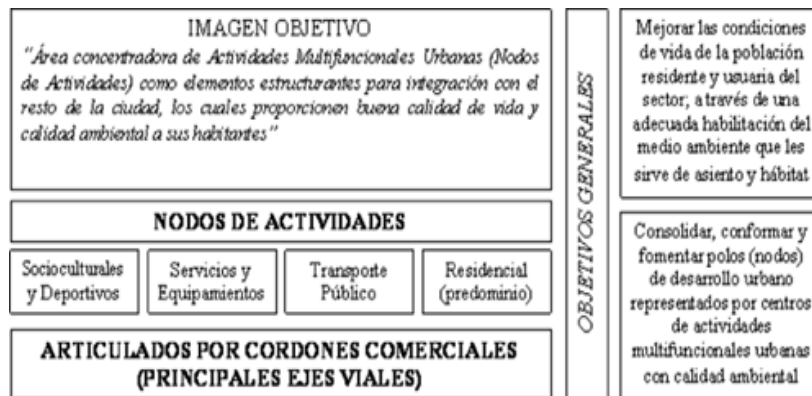 IMAGEN OBJETIVO
“Área concentradora de Actividades Multifuncionales Urbanas (Nodos
de Actividades) como elementos estructurantes para integración con el
resto de la ciudad, los cuales proporcionen buena calidad de vida y
calidad ambiental a sus habitantes”
NODOS DE ACTIVIDADES
Socioculturales
y Deportivos
Servicios y
Equipamientos
Transporte
Público
Residencial
(predominio)
ARTICULADOS POR CORDONES COMERCIALES
(PRINCIPALES EJES VIALES)
OBJETIVOS GENERALES
Mejorar las condiciones
de vida de la población
residente y usuaria del
sector; a través de una
adecuada habilitación del
medio ambiente que les
sirve de asiento y hábitat
Consolidar, conformar y
fomentar polos (nodos)
de desarrollo urbano
representados por centros
de actividades
multifuncionales urbanas
con calidad ambiental